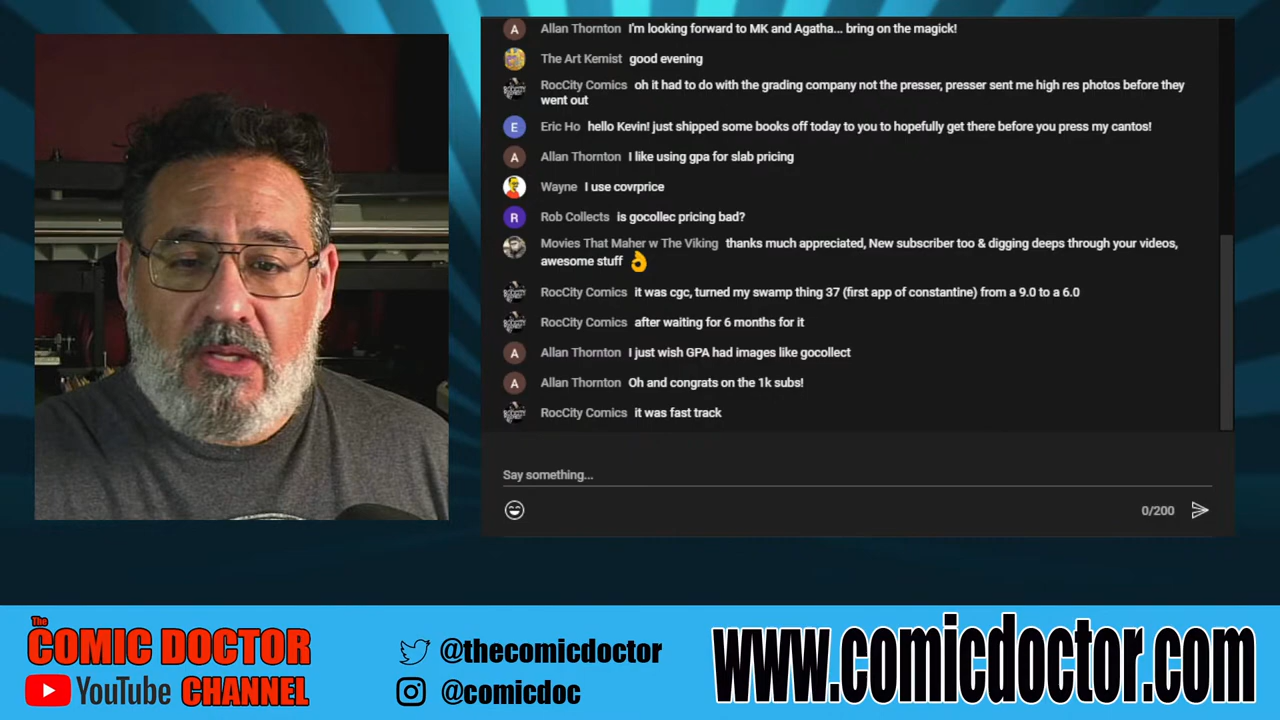 A Allan Thornton I'm looking forward to MK and Agatha... bring on the magick!
The Art Kemist good evening
RocCity Comics oh it had to do with the grading company not the presser, presser sent me high res photos before they
went out
E Eric Ho hello Kevin! just shipped some books off today to you to hopefully get there before you press my cantos!
A Allan Thornton I like using gpa for slab pricing
Wayne I use covrprice
R Rob Collects is gocollec pricing bad?
Movies That Maher w The Viking thanks much appreciated, New subscriber too & digging deeps through your videos,
awesome stuff 👌
RocCity Comics it was cgc, turned my swamp thing 37 (first app of constantine) from a 9.0 to a 6.0
RocCity Comics after waiting for 6 months for it
A Allan Thornton I just wish GPA had images like gocollect
A Allan Thornton Oh and congrats on the 1k subs!
RocCity Comics it was fast track
Say something...
0/200
The
COMIC DOCTOR
YouTube CHANNEL
@thecomicdoctor
@comicdoc
www.comicdoctor.com